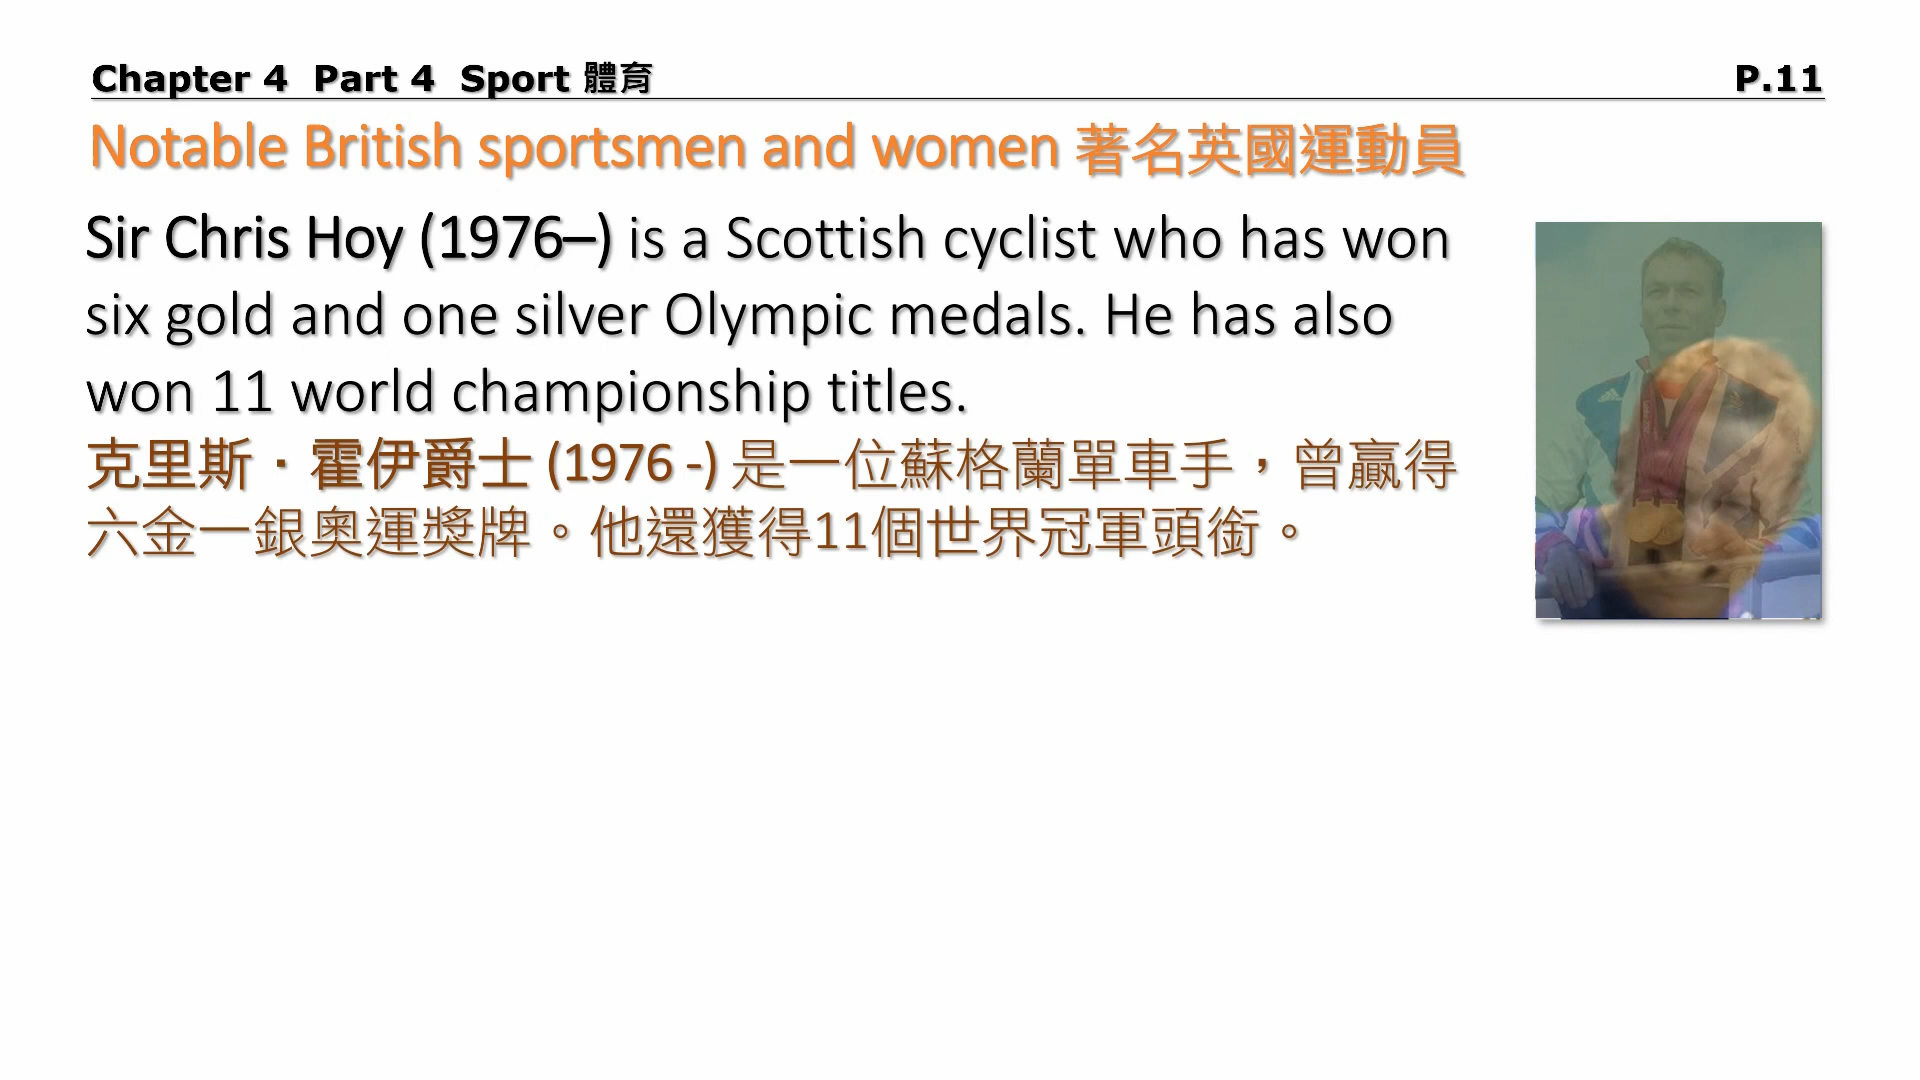 Chapter 4  Part 4  Sport 體育 P.11
Notable British sportsmen and women 著名英國運動員
Sir Chris Hoy (1976–) is a Scottish cyclist who has won
six gold and one silver Olympic medals. He has also
won 11 world championship titles.
克里斯．霍伊爵士 (1976 -) 是一位蘇格蘭單車手，曾贏得
六金一銀奧運獎牌。他還獲得11個世界冠軍頭銜。